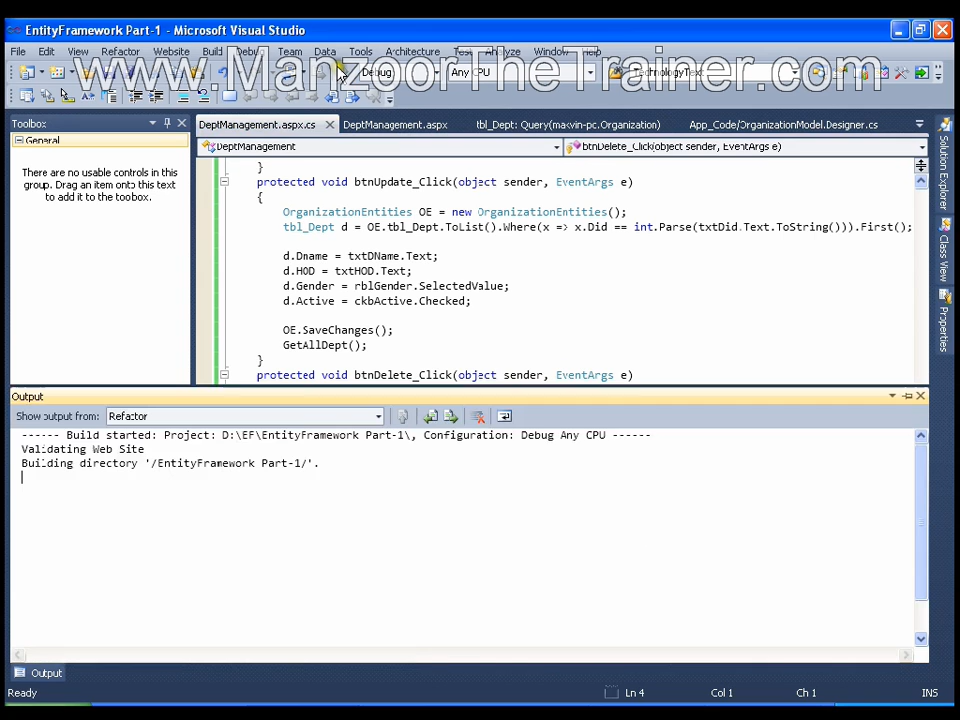 EntityFramework Part-1 - Microsoft Visual Studio
File Edit View Refactor Website Build Debug Team Data Tools Architecture Test Analyze Window Help
www.ManzoorTheTrainer.com
Debug Any CPU TechnologyText
Toolbox
DeptManagement.aspx.cs DeptManagement.aspx tbl_Dept: Query(makvin-pc.Organization) App_Code/OrganizationModel.Designer.cs
General
DeptManagement btnDelete_Click(object sender, EventArgs e)
There are no usable controls in this
group. Drag an item onto this text
to add it to the toolbox.
}
protected void btnUpdate_Click(object sender, EventArgs e)
{
OrganizationEntities OE = new OrganizationEntities();
tbl_Dept d = OE.tbl_Dept.ToList().Where(x => x.Did == int.Parse(txtDid.Text.ToString())).First();
d.Dname = txtDName.Text;
d.HOD = txtHOD.Text;
d.Gender = rblGender.SelectedValue;
d.Active = ckbActive.Checked;
OE.SaveChanges();
GetAllDept();
}
protected void btnDelete_Click(object sender, EventArgs e)
Solution Explorer
Class View
Properties
Output
Show output from: Refactor
------ Build started: Project: D:\EF\EntityFramework Part-1\, Configuration: Debug Any CPU ------
Validating Web Site
Building directory '/EntityFramework Part-1/'.
Output
Ready Ln 4 Col 1 Ch 1 INS